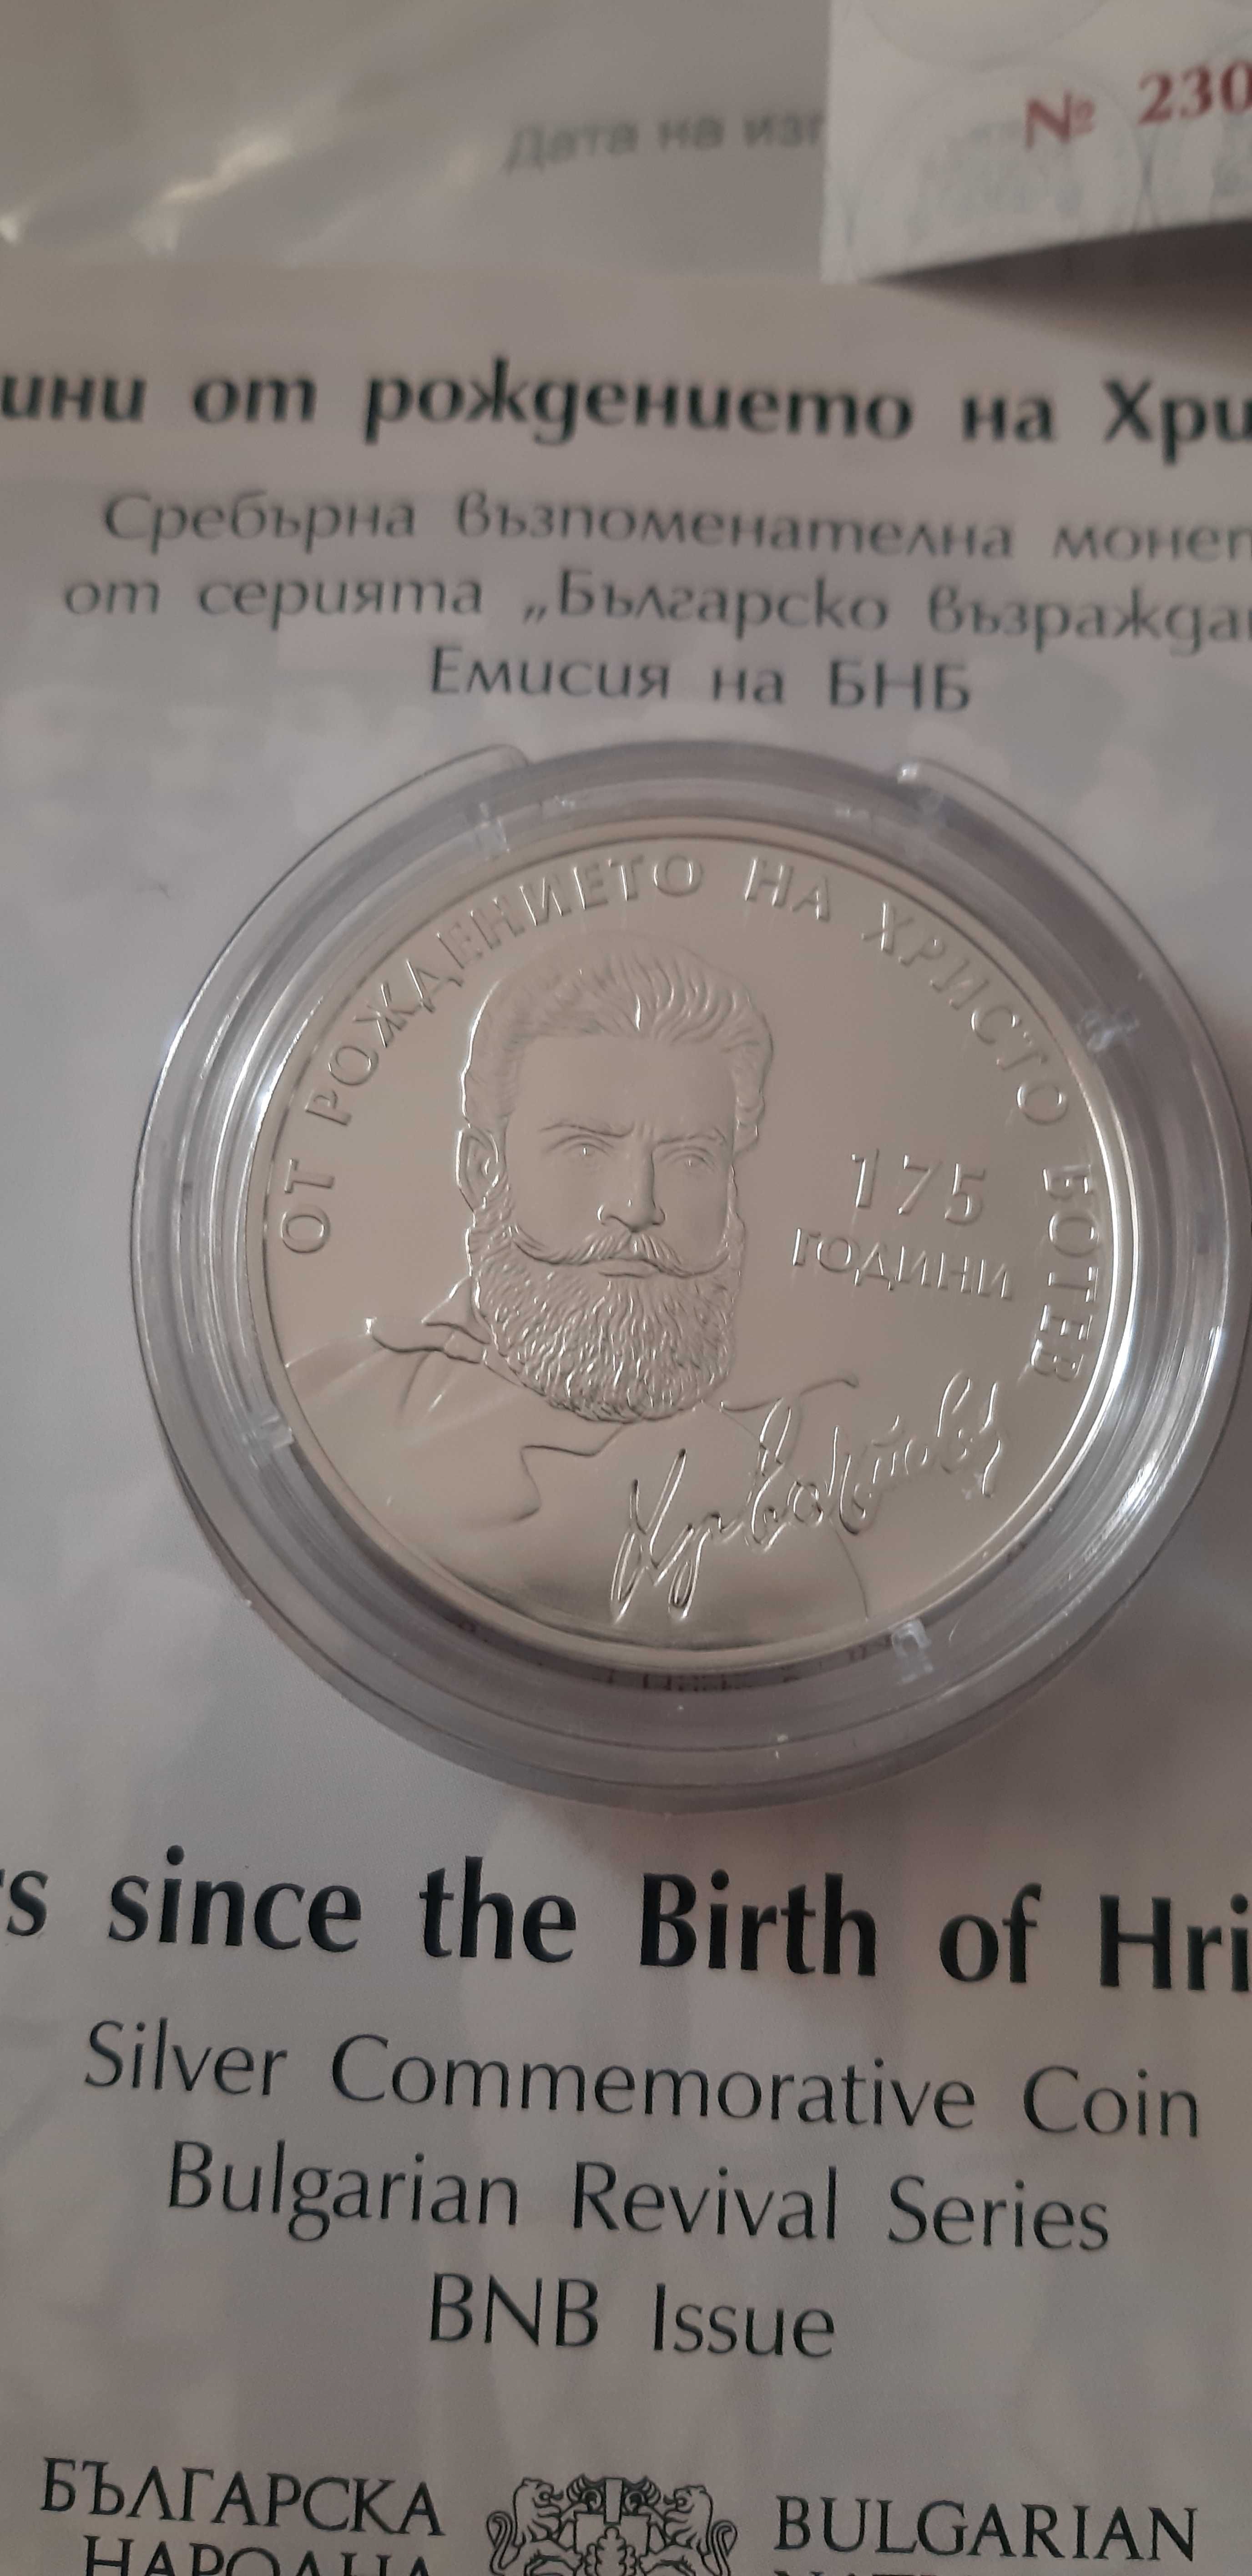 Дата на изг
№ 230
ини от рождението на Хри
Сребърна възпоменателна монет
от серията „Българско възражда
Емисия на БНБ
ОТ РОЖДЕНИЕТО НА ХРИСТО БОТЕВ
175
ГОДИНИ
rs since the Birth of Hri
Silver Commemorative Coin
Bulgarian Revival Series
BNB Issue
БЪЛГАРСКА
НАРОДНА
BULGARIAN